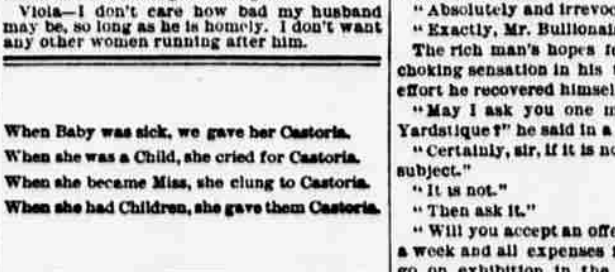 Viola—I don't care how bad my husband
may be, so long as he is homely. I don't want
any other women running after him.
When Baby was sick, we gave her Castoria.
When she was a Child, she cried for Castoria.
When she became Miss, she clung to Castoria.
When she had Children, she gave them Castoria.
"Absolutely and
"Exactly, Mr.
The rich man's hopes
choking sensation in his
effort he recovered
"May I ask you one
Yardstique?" he said in a
"Certainly, sir, if it is
subject."
"It is not."
"Then ask it."
"Will you accept an
a week and all expenses
go on exhibition in the